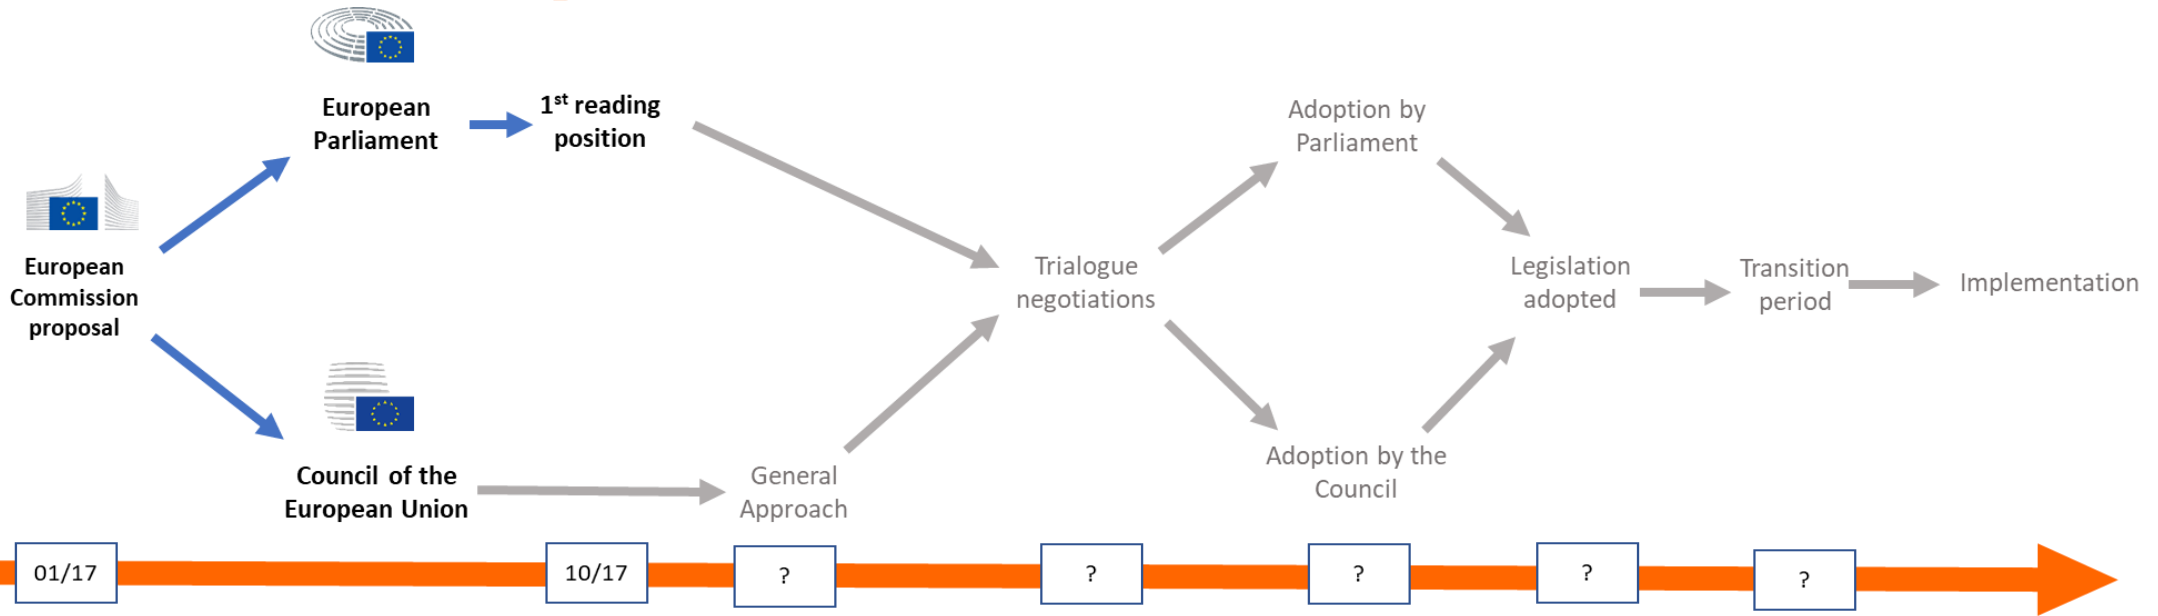 European
Commission
proposal
European
Parliament
1st reading
position
Council of the
European Union
General
Approach
Trialogue
negotiations
Adoption by
Parliament
Adoption by the
Council
Legislation
adopted
Transition
period
Implementation
01/17
10/17
?
?
?
?
?